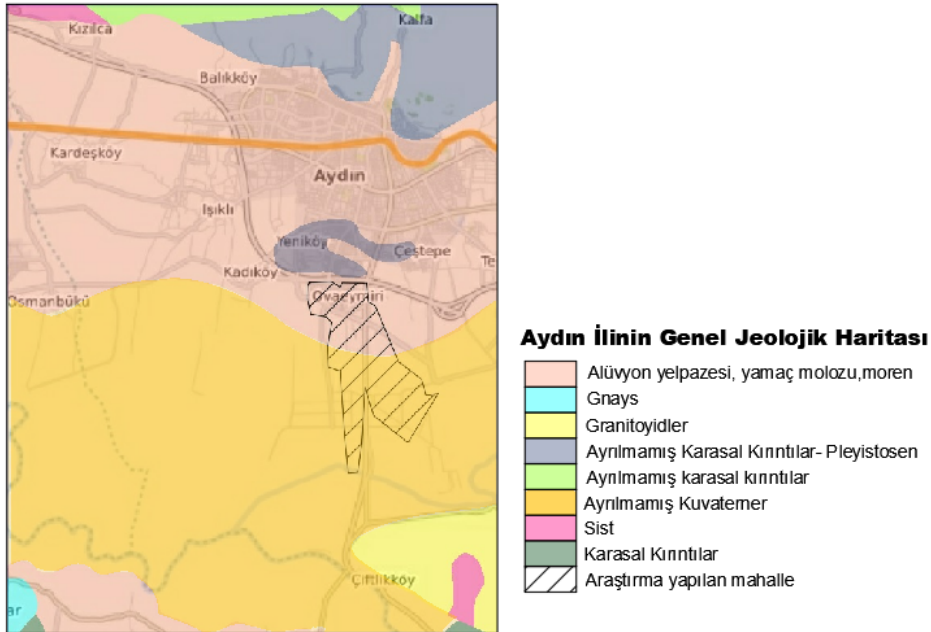 Kalfa
Kızılca
Balıkköy
Kardeşköy
Aydın
Işıklı
Yeniköy
Çeştepe
Kadıköy
Te
Osmanbükü
Ovaeymiri
Çiftlikköy
ar
Aydın İlinin Genel Jeolojik Haritası
Alüvyon yelpazesi, yamaç molozu,moren
Gnays
Granitoyidler
Ayrılmamış Karasal Kırıntılar- Pleyistosen
Ayrılmamış karasal kırıntılar
Ayrılmamış Kuvaterner
Sist
Karasal Kırıntılar
Araştırma yapılan mahalle